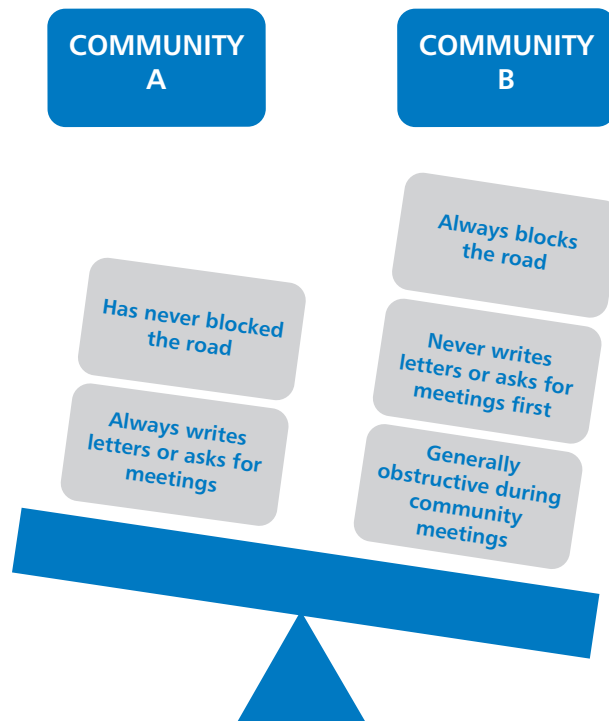 COMMUNITY
A
COMMUNITY
B
Has never blocked
the road
Always writes
letters or asks for
meetings
Always blocks
the road
Never writes
letters or asks for
meetings first
Generally
obstructive during
community
meetings